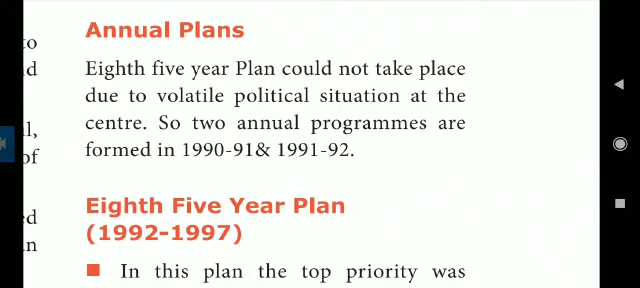 Annual Plans
to
Eighth five year Plan could not take place
due to volatile political situation at the
centre. So two annual programmes are
of
formed in 1990-91& 1991-92.
Eighth Five Year Plan
(1992-1997)
In this plan the top priority was